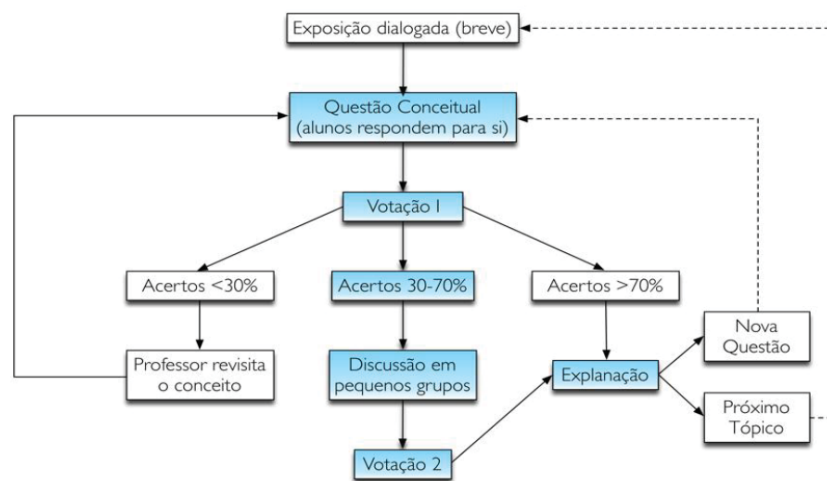 Exposição dialogada (breve)
Questão Conceitual
(alunos respondem para si)
Votação I
Acertos <30%
Acertos 30-70%
Acertos >70%
Professor revisita
o conceito
Discussão em
pequenos grupos
Explanação
Nova
Questão
Próximo
Tópico
Votação 2